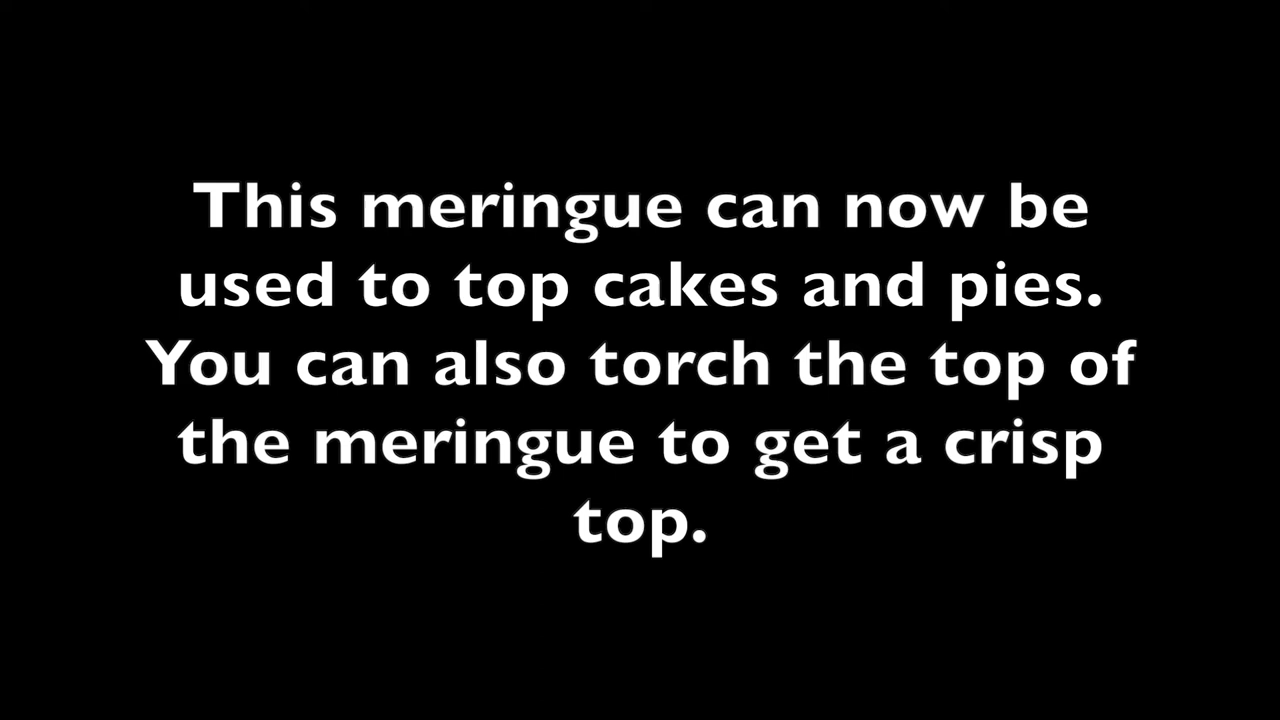 This meringue can now be
used to top cakes and pies.
You can also torch the top of
the meringue to get a crisp
top.